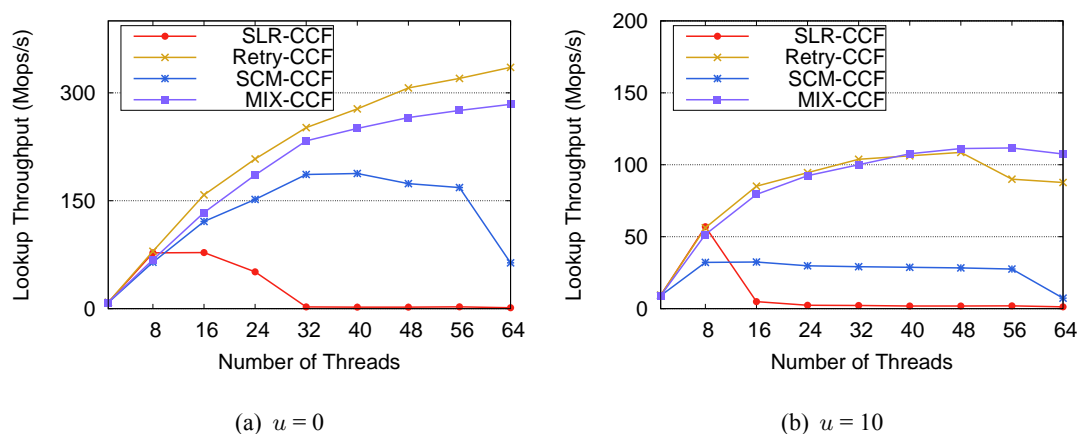 SLR-CCF
Retry-CCF
SCM-CCF
MIX-CCF
Lookup Throughput (Mops/s)
300
150
0
8 16 24 32 40 48 56 64
Number of Threads
(a) u = 0
SLR-CCF
Retry-CCF
SCM-CCF
MIX-CCF
Lookup Throughput (Mops/s)
200
150
100
50
0
8 16 24 32 40 48 56 64
Number of Threads
(b) u = 10